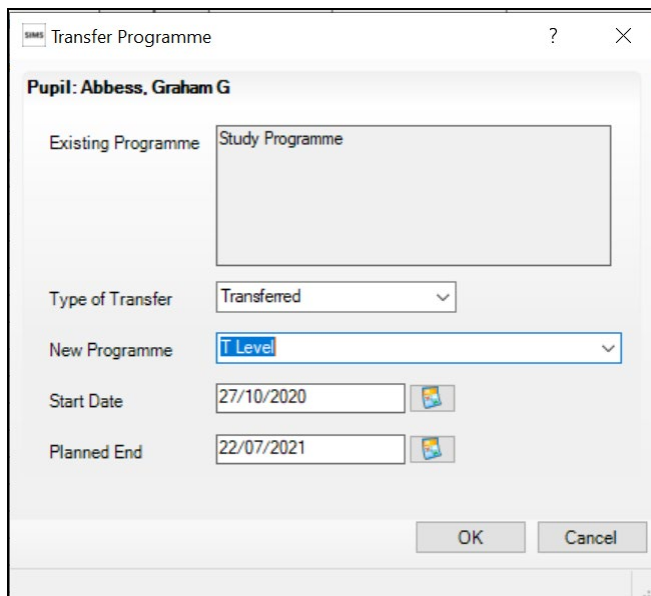 SIMS Transfer Programme ?
Pupil: Abbess, Graham G
Existing Programme Study Programme
Type of Transfer Transferred
New Programme T Level
Start Date 27/10/2020
Planned End 22/07/2021
OK Cancel